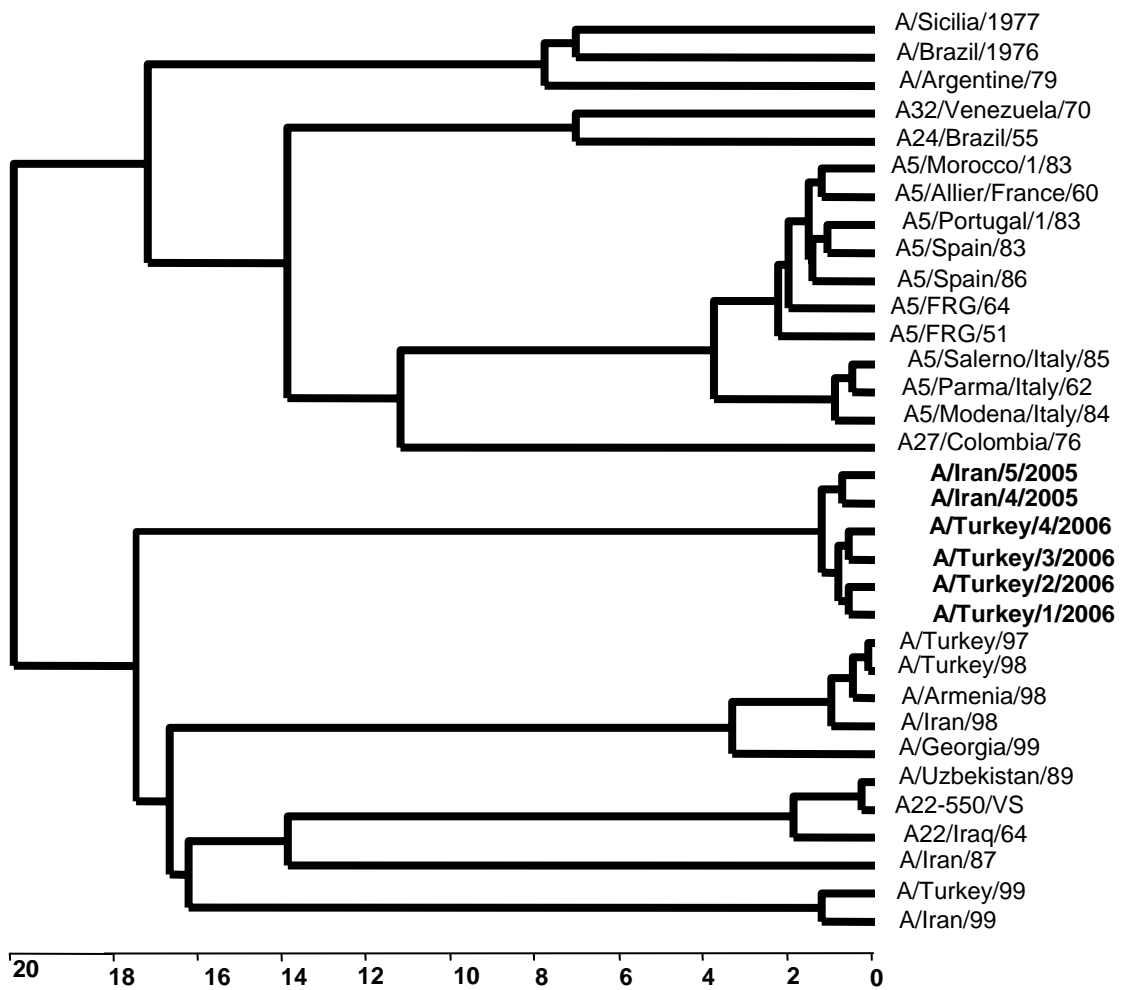 A/Sicilia/1977
A/Brazil/1976
A/Argentine/79
A32/Venezuela/70
A24/Brazil/55
A5/Morocco/1/83
A5/Allier/France/60
A5/Portugal/1/83
A5/Spain/83
A5/Spain/86
A5/FRG/64
A5/FRG/51
A5/Salerno/Italy/85
A5/Parma/Italy/62
A5/Modena/Italy/84
A27/Colombia/76
A/Iran/5/2005
A/Iran/4/2005
A/Turkey/4/2006
A/Turkey/3/2006
A/Turkey/2/2006
A/Turkey/1/2006
A/Turkey/97
A/Turkey/98
A/Armenia/98
A/Iran/98
A/Georgia/99
A/Uzbekistan/89
A22-550/VS
A22/Iraq/64
A/Iran/87
A/Turkey/99
A/Iran/99
20 18 16 14 12 10 8 6 4 2 0